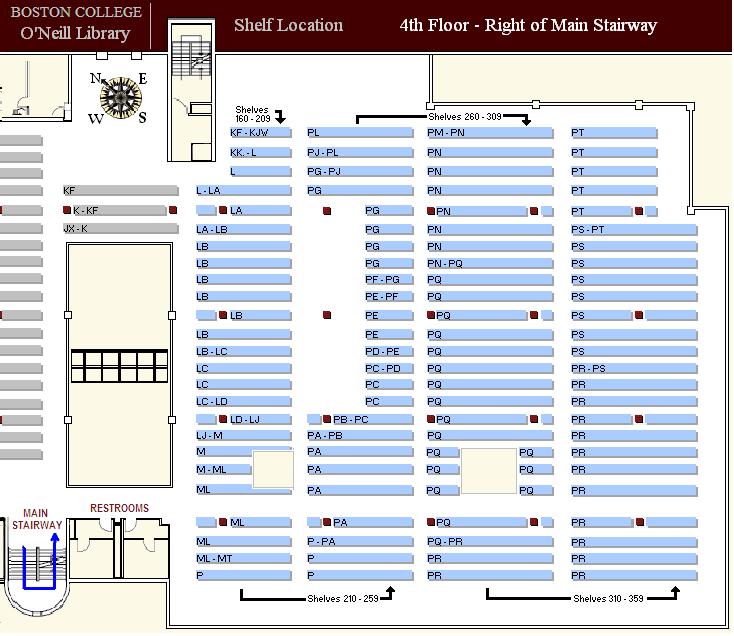 BOSTON COLLEGE
O'Neill Library
Shelf Location
4th Floor - Right of Main Stairway
N
E
W
S
Shelves
160 - 209
Shelves 260 - 309
KF - KJW
PL
PM - PN
PT
KK. - L
PJ - PL
PN
PT
L
PG - PJ
PN
PT
KF
L - LA
PG
PN
PT
K - KF
LA
PG
PN
PT
JX - K
LA - LB
PG
PN
PS - PT
LB
PG
PN
PS
LB
PG
PN - PQ
PS
LB
PF - PG
PQ
PS
LB
PE - PF
PQ
PS
LB
PE
PQ
PS
LB
PE
PQ
PS
LB - LC
PD - PE
PQ
PS
LC
PC - PD
PQ
PR - PS
LC
PC
PQ
PR
LC - LD
PC
PQ
PR
LD - LJ
PB - PC
PQ
PR
LJ - M
PA - PB
PQ
PR
M
PA
PQ
PQ
PR
M - ML
PA
PQ
PQ
PR
ML
PA
PQ
PQ
PR
MAIN
STAIRWAY
RESTROOMS
ML
PA
PQ
PR
ML
P - PA
PQ - PR
PR
ML - MT
P
PR
PR
P
P
PR
PR
Shelves 210 - 259
Shelves 310 - 359